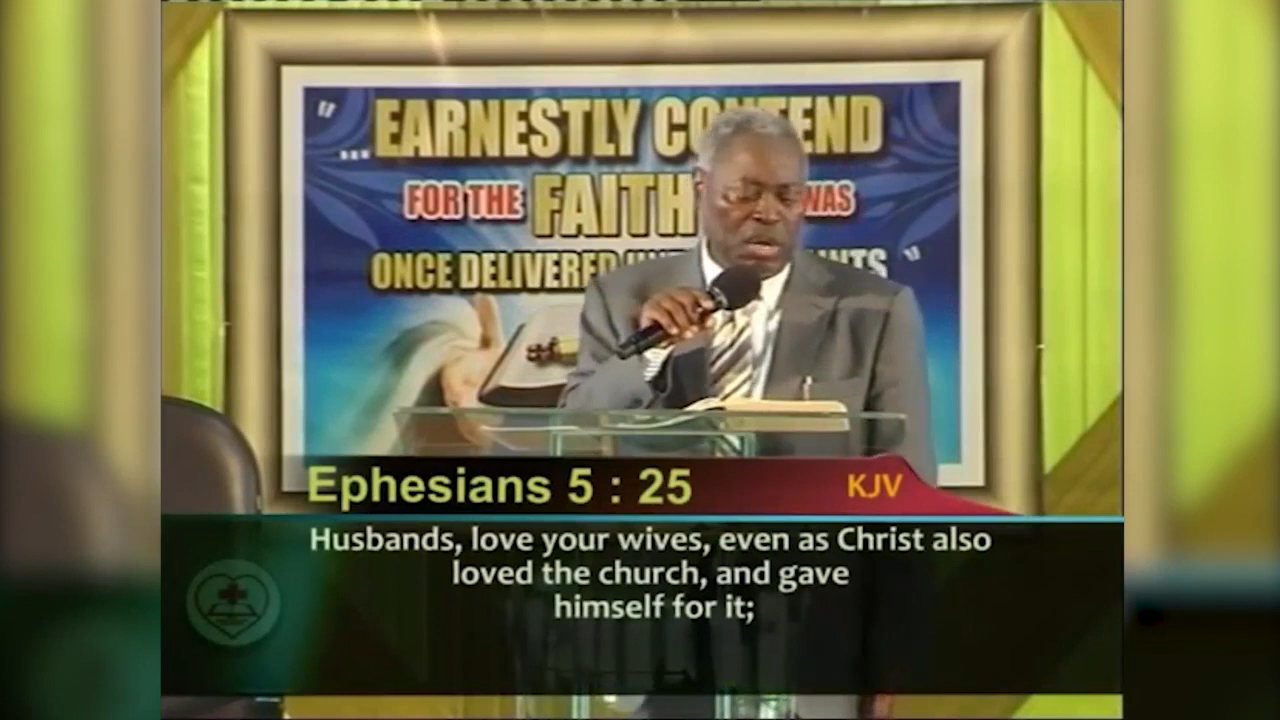 "
...EARNESTLY CONTEND
FOR THE FAITH WAS
ONCE DELIVERED "
Ephesians 5 : 25 KJV
Husbands, love your wives, even as Christ also
loved the church, and gave
himself for it;